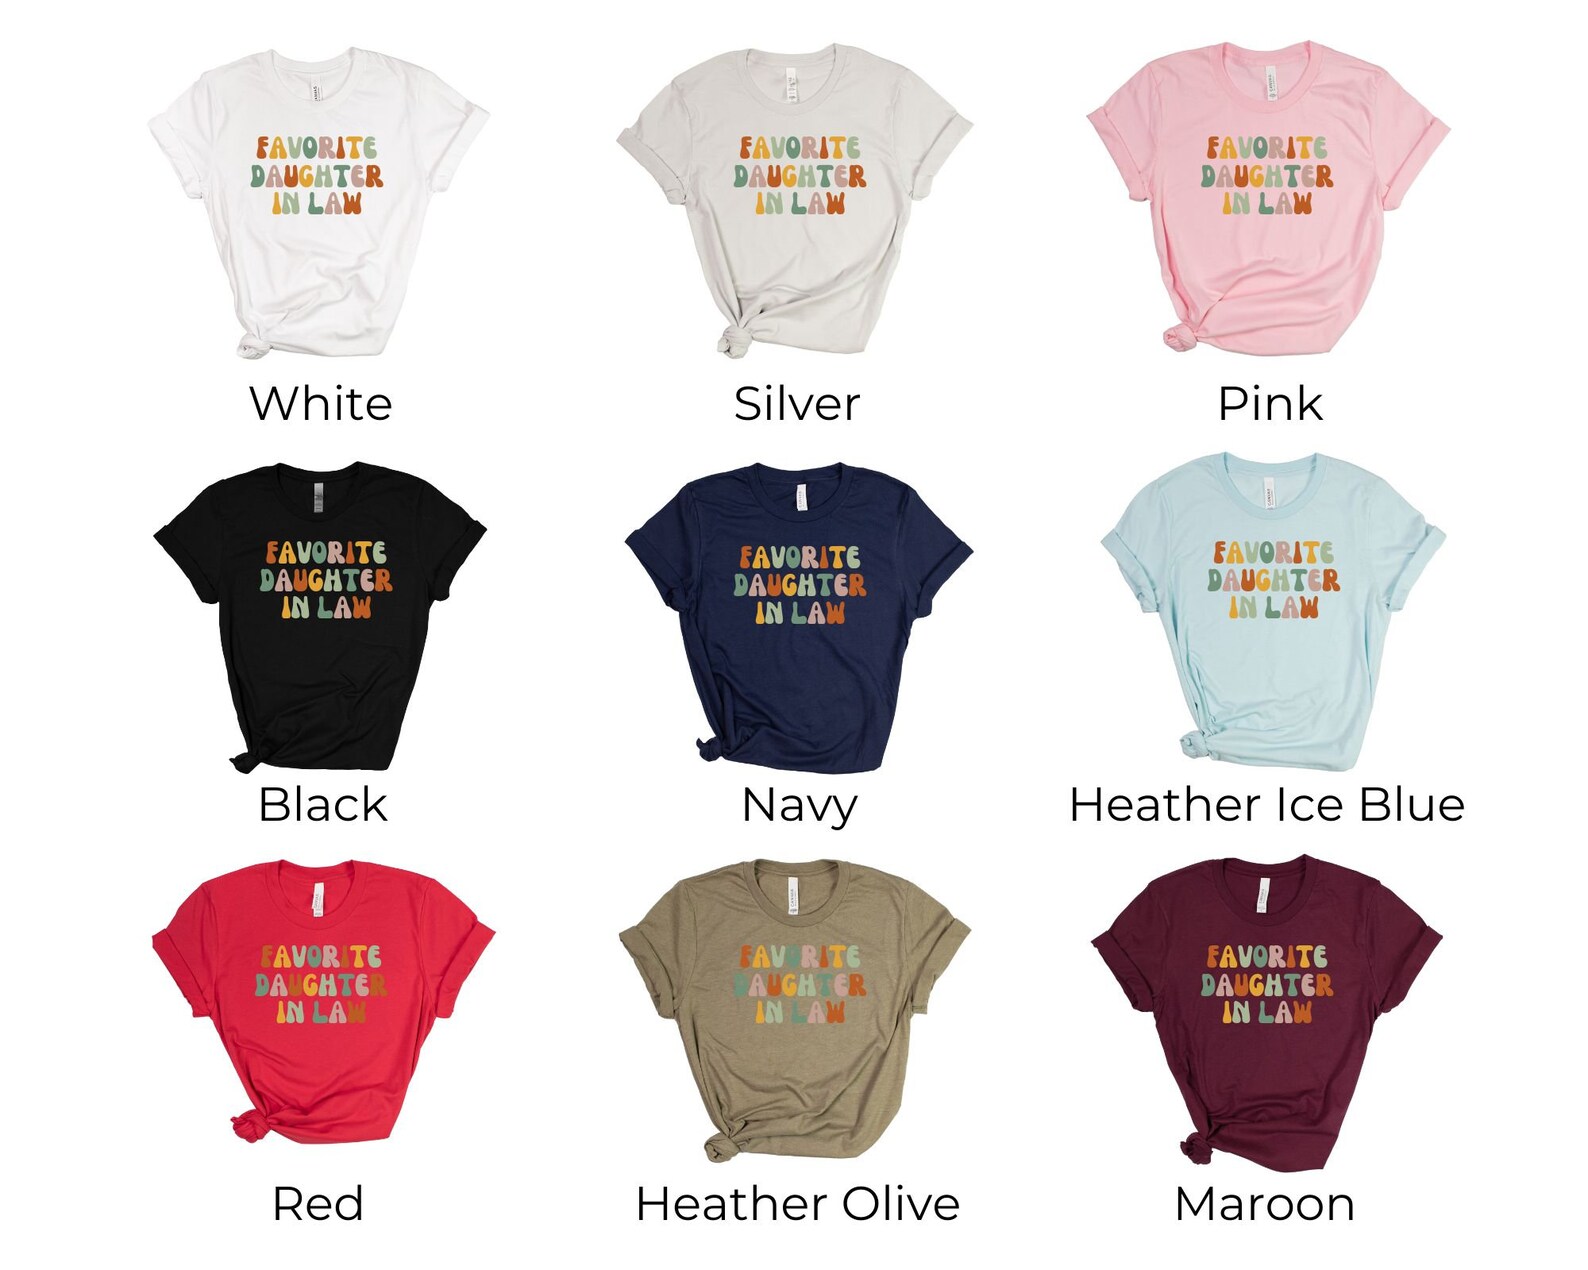 FAVORITE
DAUGHTER
IN LAW
White
FAVORITE
DAUGHTER
IN LAW
Silver
FAVORITE
DAUGHTER
IN LAW
Pink
FAVORITE
DAUGHTER
IN LAW
Black
FAVORITE
DAUGHTER
IN LAW
Navy
FAVORITE
DAUGHTER
IN LAW
Heather Ice Blue
FAVORITE
DAUGHTER
IN LAW
Red
FAVORITE
DAUGHTER
IN LAW
Heather Olive
FAVORITE
DAUGHTER
IN LAW
Maroon